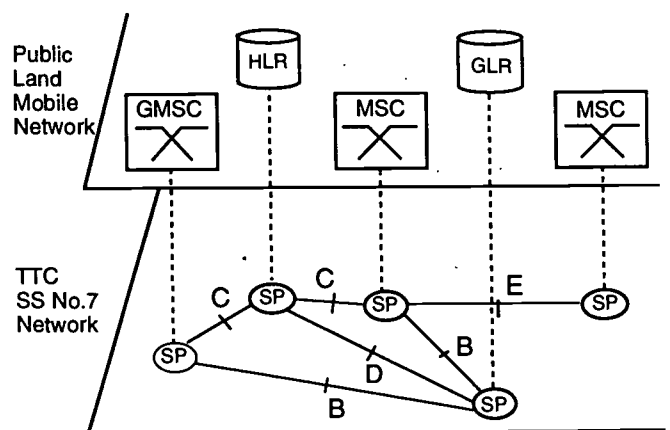 Public
Land
Mobile
Network
HLR
GLR
GMSC
MSC
MSC
TTC
SS No.7
Network
C
SP
C
SP
E
SP
SP
D
B
B
SP